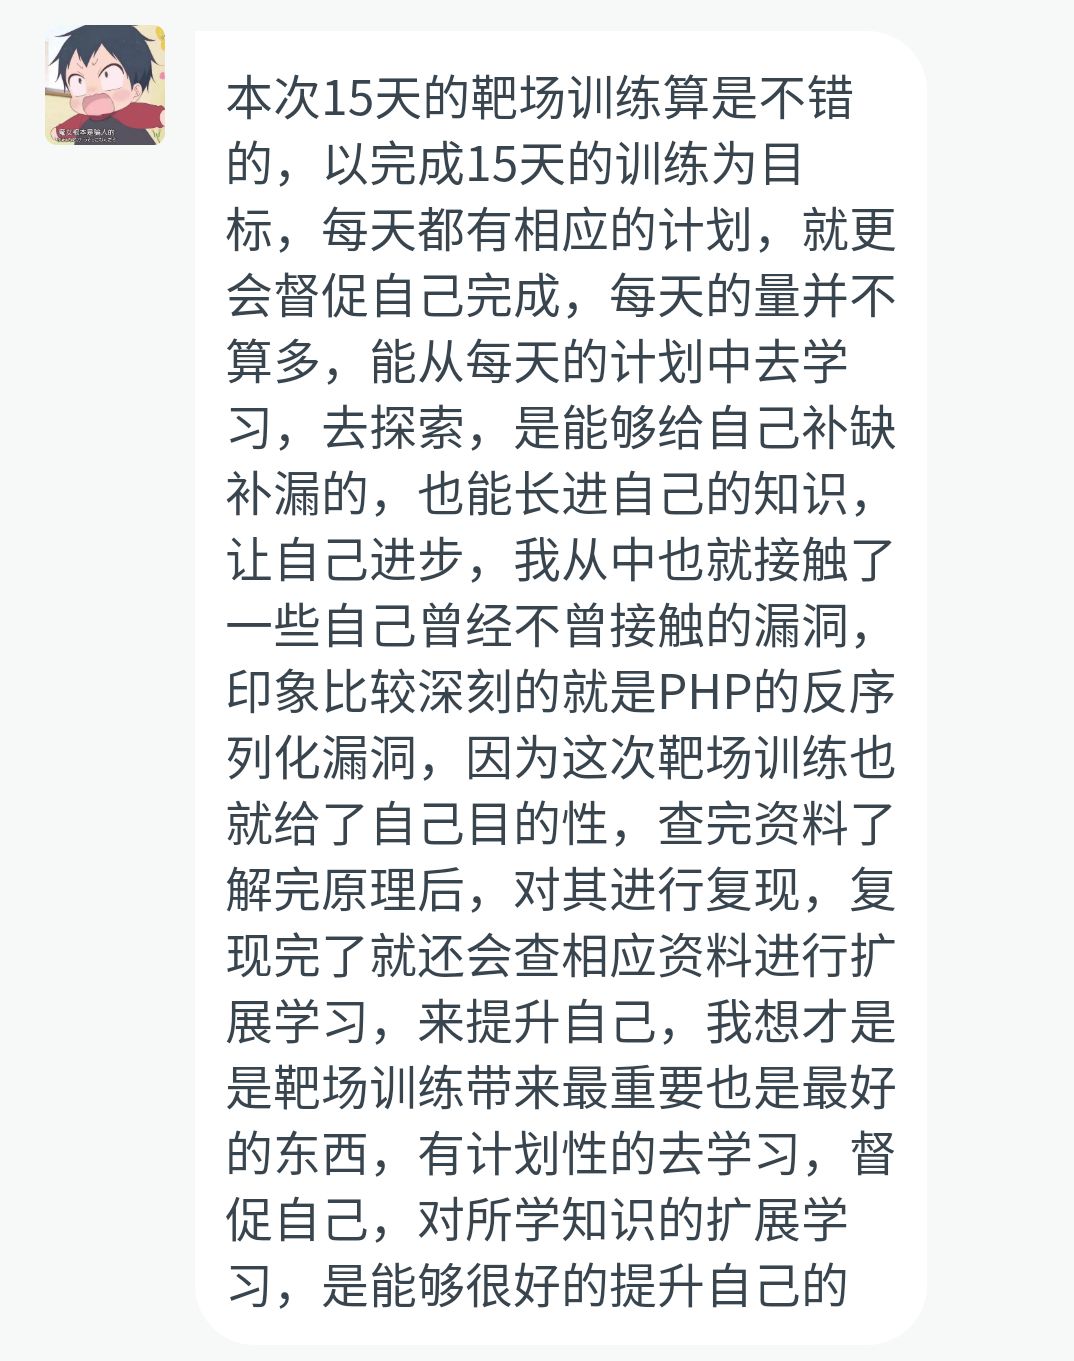 魔女根本是骗人的
本次15天的靶场训练算是不错
的，以完成15天的训练为目
标，每天都有相应的计划，就更
会督促自己完成，每天的量并不
算多，能从每天的计划中去学
习，去探索，是能够给自己补缺
补漏的，也能长进自己的知识，
让自己进步，我从中也就接触了
一些自己曾经不曾接触的漏洞，
印象比较深刻的就是PHP的反序
列化漏洞，因为这次靶场训练也
就给了自己目的性，查完资料了
解完原理后，对其进行复现，复
现完了就还会查相应资料进行扩
展学习，来提升自己，我想才是
是靶场训练带来最重要也是最好
的东西，有计划性的去学习，督
促自己，对所学知识的扩展学
习，是能够很好的提升自己的